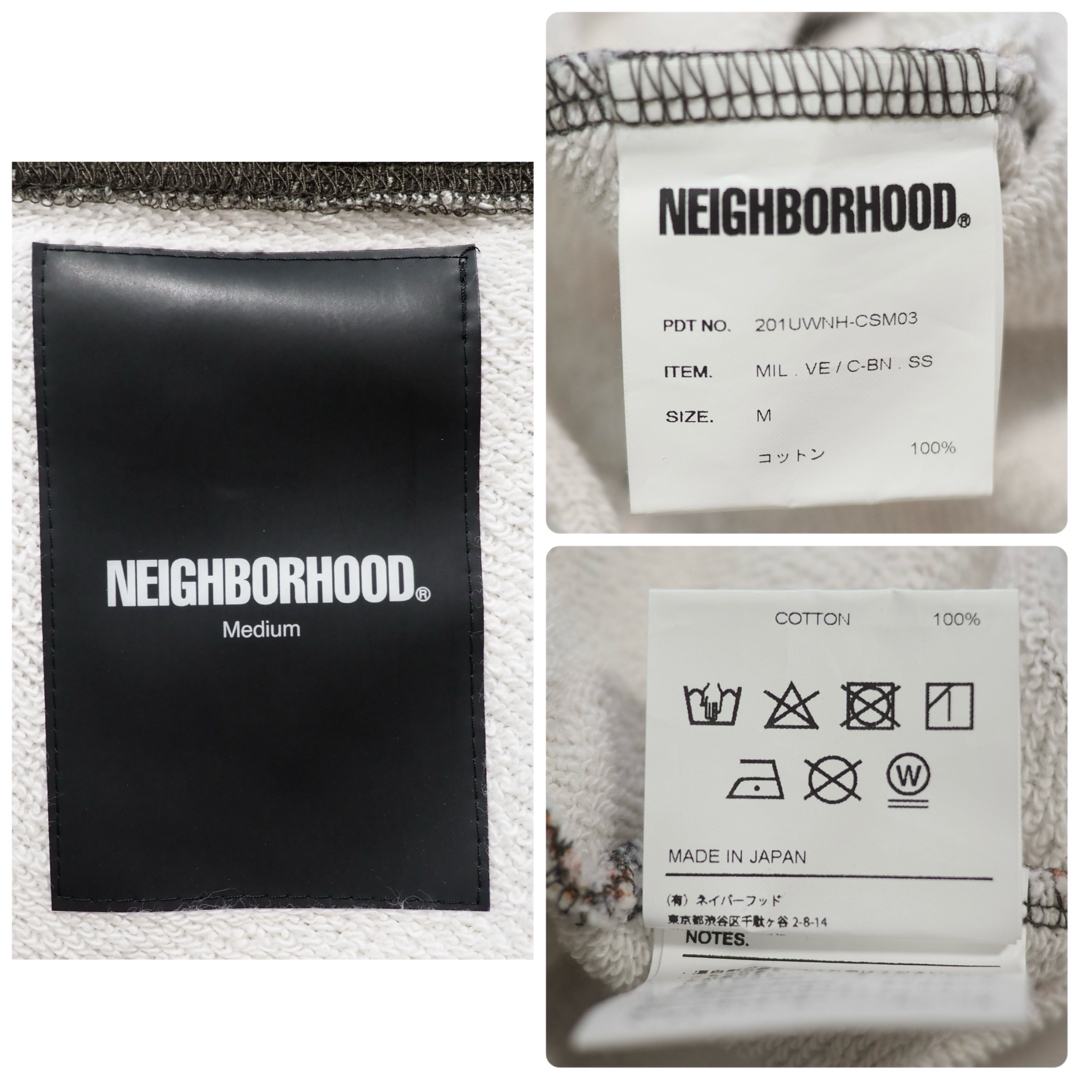 NEIGHBORHOOD®
Medium
NEIGHBORHOOD®
PDT NO. 201UWNH-CSM03
ITEM. MIL . VE / C-BN . SS
SIZE. M
コットン 100%
COTTON 100%
W
MADE IN JAPAN
(有) ネイバーフッド
東京都渋谷区千駄ヶ谷 2-8-14
NOTES.